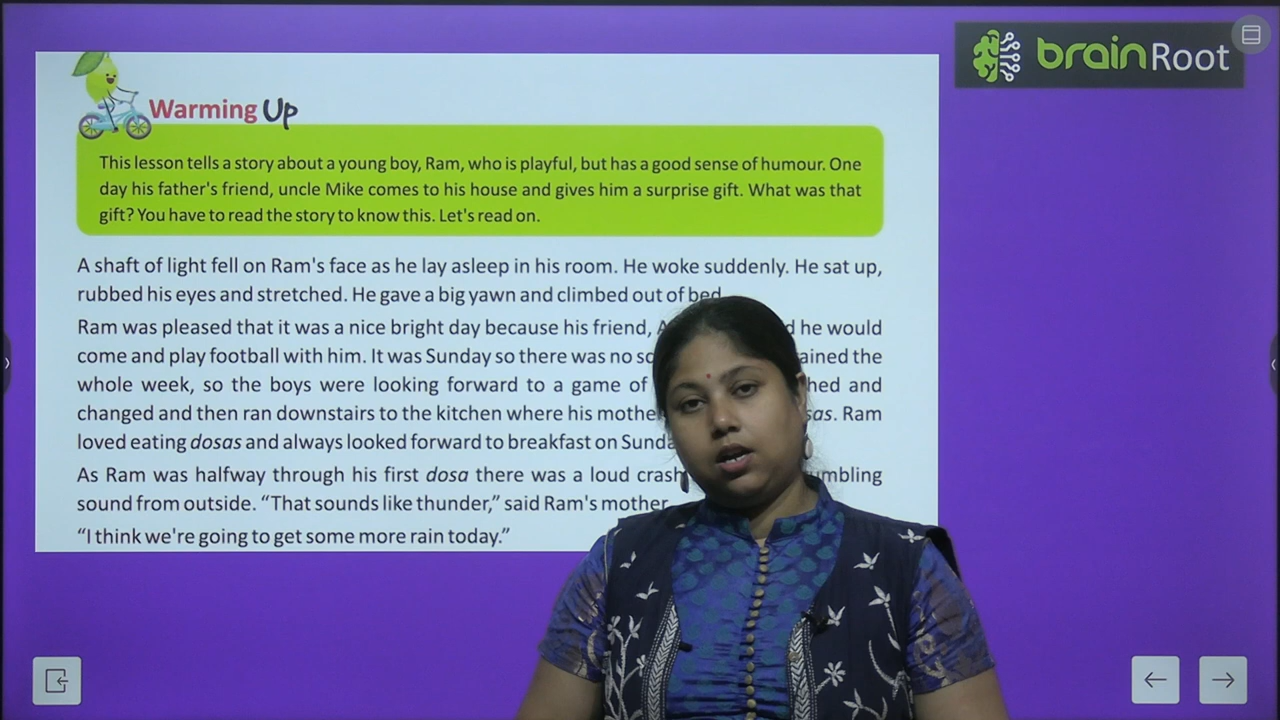 brainRoot
Warming Up
This lesson tells a story about a young boy, Ram, who is playful, but has a good sense of humour. One
day his father's friend, uncle Mike comes to his house and gives him a surprise gift. What was that
gift? You have to read the story to know this. Let's read on.
A shaft of light fell on Ram's face as he lay asleep in his room. He woke suddenly. He sat up,
rubbed his eyes and stretched. He gave a big yawn and climbed out of bed
Ram was pleased that it was a nice bright day because his friend, he would
come and play football with him. It was Sunday so there was no the
whole week, so the boys were looking forward to a game of and
changed and then ran downstairs to the kitchen where his Ram
loved eating dosas and always looked forward to breakfast on
As Ram was halfway through his first dosa there was a loud crash
sound from outside. “That sounds like thunder,” said Ram's mother
“I think we're going to get some more rain today.”